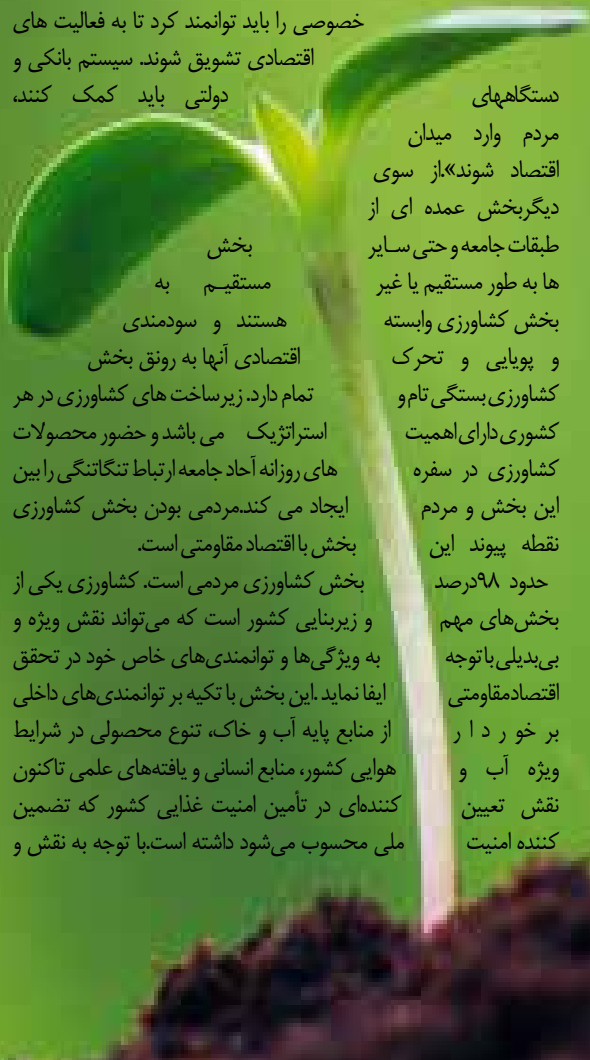 خصوصی را باید توانمند کرد تا به فعالیت های
اقتصادی تشویق شوند. سیستم بانکی و
دستگاههای دولتی باید کمک کنند،
مردم وارد میدان
اقتصاد شوند».از سوی
دیگربخش عمده ای از
طبقات جامعه و حتی سایر بخش
ها به طور مستقیم یا غیر مستقیم به
بخش کشاورزی وابسته هستند و سودمندی
و پویایی و تحرک اقتصادی آنها به رونق بخش
کشاورزی بستگی تام و تمام دارد. زیرساخت های کشاورزی در هر
کشوری دارای اهمیت استراتژیک می باشد و حضور محصولات
کشاورزی در سفره های روزانه آحاد جامعه ارتباط تنگاتنگی را بین
این بخش و مردم ایجاد می کند.مردمی بودن بخش کشاورزی
نقطه پیوند این بخش با اقتصاد مقاومتی است.
حدود ۹۸درصد بخش کشاورزی مردمی است. کشاورزی یکی از
بخش‌های مهم و زیربنایی کشور است که می‌تواند نقش ویژه و
بی‌بدیلی با توجه به ویژگی‌ها و توانمندی‌های خاص خود در تحقق
اقتصادمقاومتی ایفا نماید .این بخش با تکیه بر توانمندی‌های داخلی
بر خو ر د ا ر از منابع پایه آب و خاک، تنوع محصولی در شرایط
ویژه آب و هوایی کشور، منابع انسانی و یافته‌های علمی تاکنون
نقش تعیین کننده‌ای در تأمین امنیت غذایی کشور که تضمین
کننده امنیت ملی محسوب می‌شود داشته است.با توجه به نقش و